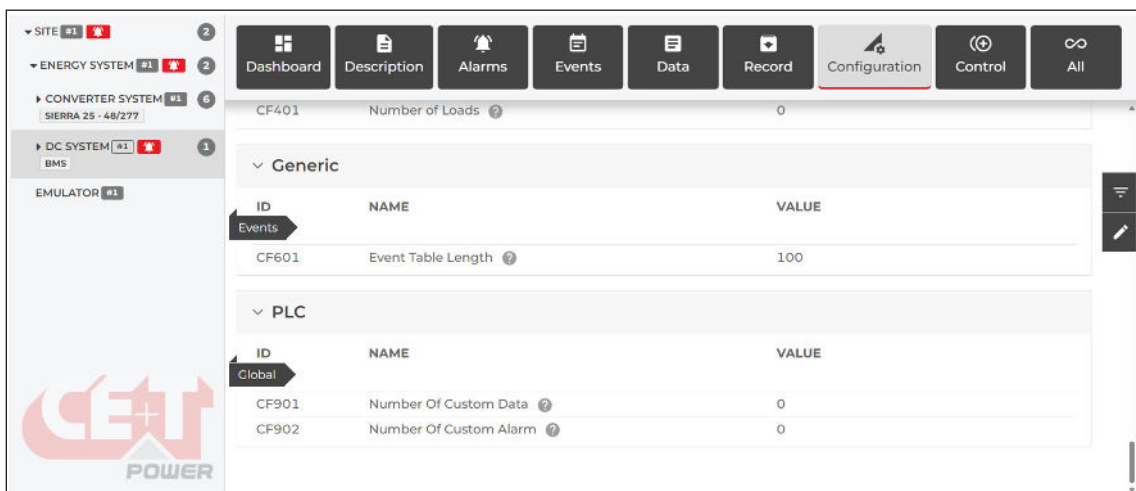 SITE #1 2
ENERGY SYSTEM #1 2
CONVERTER SYSTEM #1 6
SIERRA 25 - 48/277
DC SYSTEM #1 1
BMS
EMULATOR #1
Dashboard Description Alarms Events Data Record Configuration Control All
CF401 Number of Loads ? 0
Generic
ID NAME VALUE
Events
CF601 Event Table Length ? 100
PLC
ID NAME VALUE
Global
CF901 Number Of Custom Data ? 0
CF902 Number Of Custom Alarm ? 0
CE+T
POWER